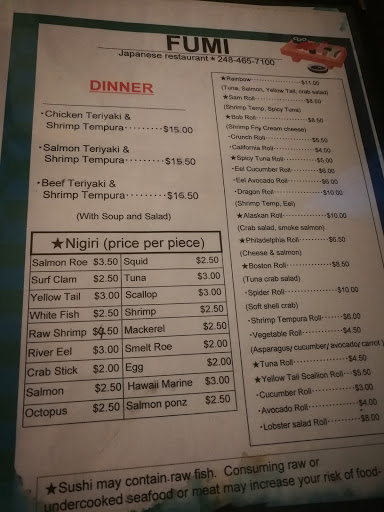 FUMI
Japanese restaurant * 248-465-7100
DINNER
·Chicken Teriyaki &
Shrimp Tempura·········$15.00
·Salmon Teriyaki &
Shrimp Tempura·········$15.50
·Beef Teriyaki &
Shrimp Tempura·········$16.50
(With Soup and Salad)
★Nigiri (price per piece)
Salmon Roe $3.50 Squid $2.50
Surf Clam $2.50 Tuna $3.00
Yellow Tail $3.00 Scallop $3.00
White Fish $2.50 Shrimp $2.50
Raw Shrimp .50 Mackerel $2.50
River Eel $3.00 Smelt Roe $2.00
Crab Stick $2.00 Egg $2.00
Salmon $2.50 Hawaii Marine $3.00
Octopus $2.50 Salmon ponz $2.50
★Rainbow·········$11.00
(Tuna, Salmon, Yellow Tail, crab salad)
★Sam Roll·········$8.50
(Shrimp Temp, Spicy Tuna)
★Bob Roll·········$8.50
(Shrimp Fry Cream cheese)
·Crunch Roll·········$5.50
·California Roll·········$4.50
★Spicy Tuna Roll·········$5.00
·Eel Cucumber Roll·········$6.00
·Eel Avocado Roll·········$6.00
·Dragon Roll·········$10.00
(Shrimp Temp, Eel)
★Alaskan Roll·········$10.00
(Crab salad, smoke salmon)
★Philadelphia Roll·········$6.50
(Cheese & salmon)
★Boston Roll·········$8.50
(Tuna crab salad)
·Spider Roll·········$10.00
(Soft shell crab)
·Shrimp Tempura Roll·········$6.00
·Vegetable Roll·········$4.50
(Asparagus/ cucumber/ avocado/ carrot )
★Tuna Roll·········$4.50
★Yellow Tail Scallion Roll····$5.50
·Cucumber Roll·········$3.00
·Avocado Roll·········$4.00
·Lobster salad Roll·········$8.00
★Sushi may contain raw fish. Consuming raw or
undercooked seafood or meat may increase your risk of food-